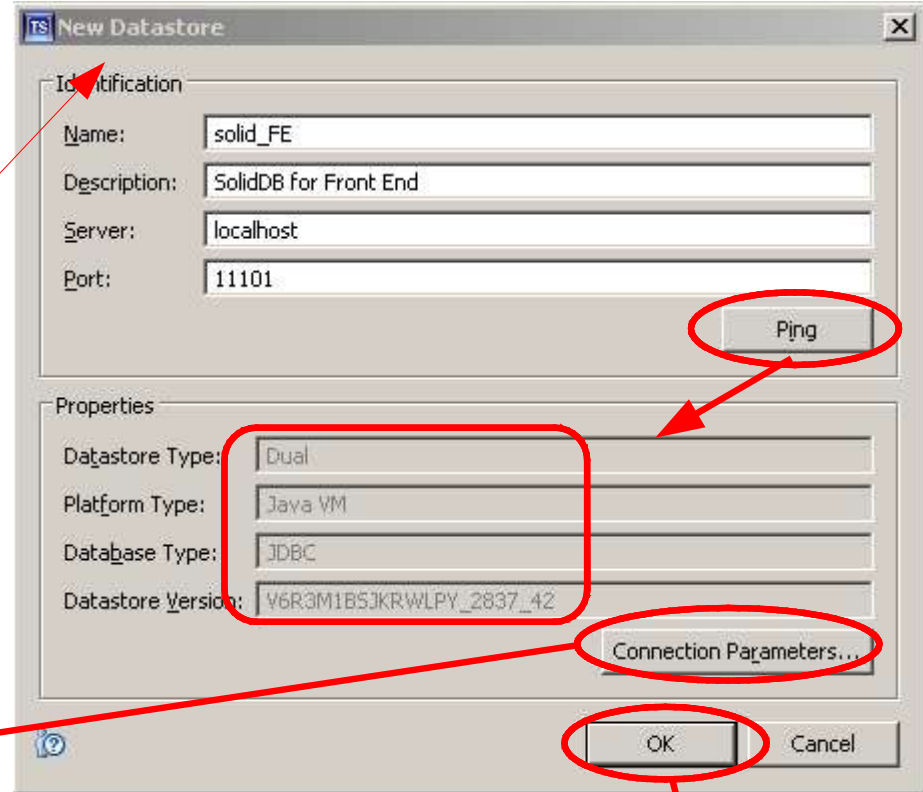 TS New Datastore
Identification
Name: solid_FE
Description: SolidDB for Front End
Server: localhost
Port: 11101
Ping
Properties
Datastore Type: Dual
Platform Type: Java VM
Database Type: JDBC
Datastore Version: V6R3M1B5JKRWLPY_2837_42
Connection Parameters...
OK Cancel